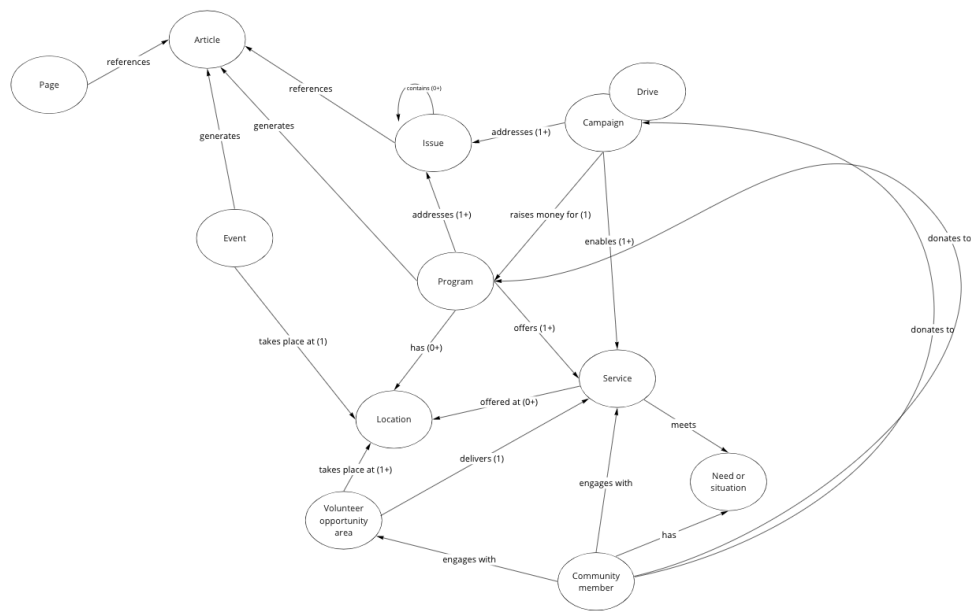 Article
Drive
references
Page
contains (0+)
references
Campaign
generates
generates
Issue
addresses (1+)
addresses (1+)
raises money for (1)
Event
enables (1+)
donates to
Program
offers (1+)
donates to
takes place at (1)
has (0+)
Service
offered at (0+)
Location
meets
delivers (1)
takes place at (1+)
Need or
situation
engages with
Volunteer
opportunity
area
has
engages with
Community
member